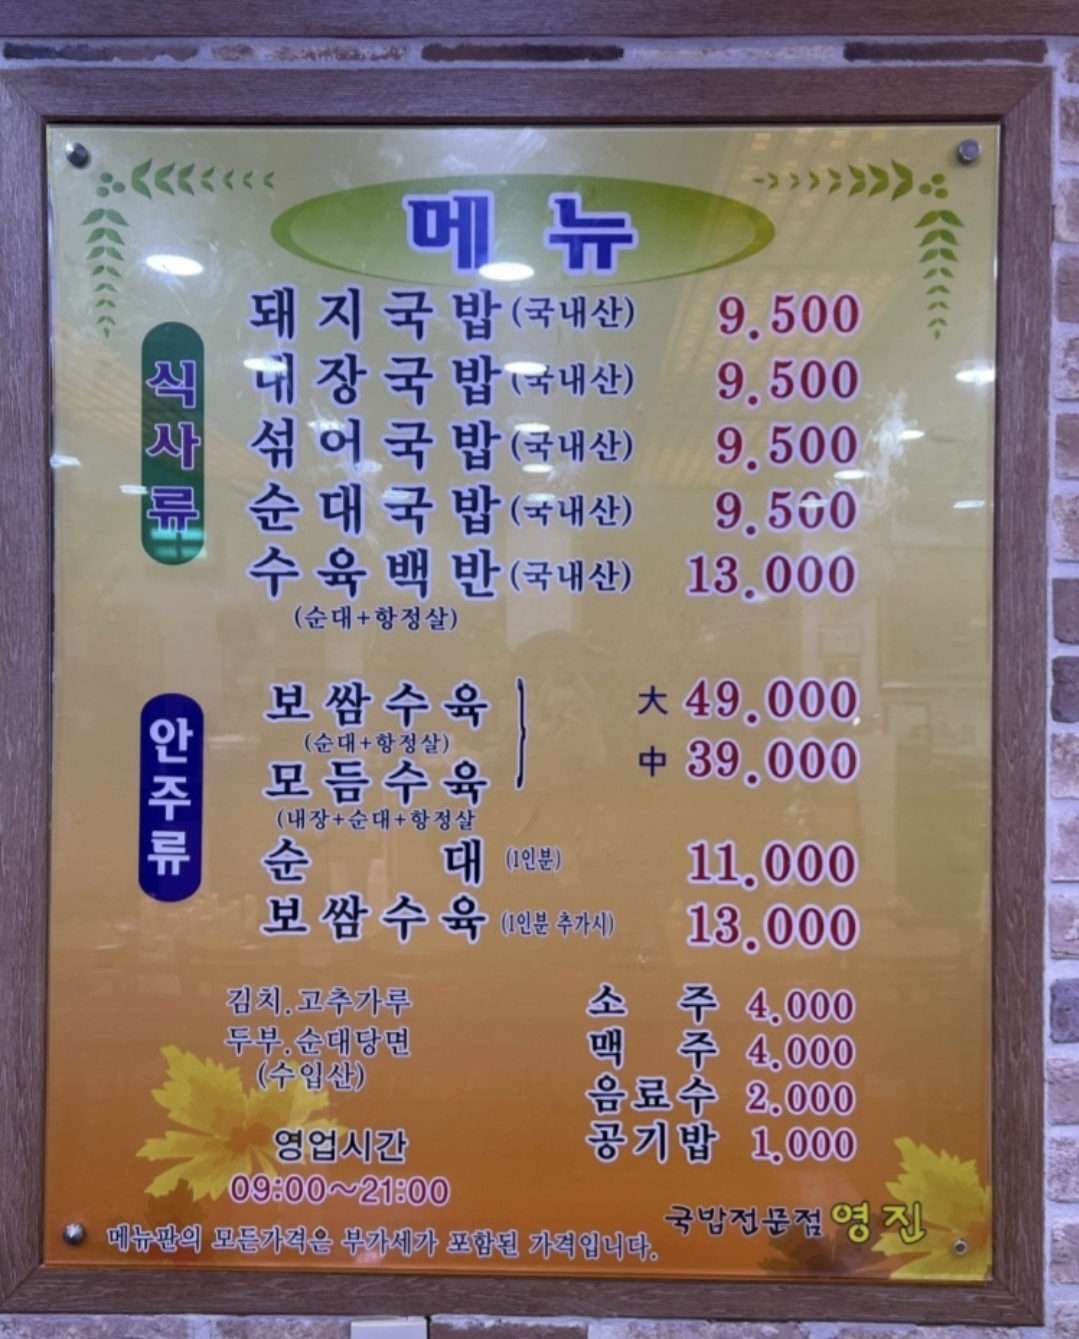 메뉴
식사류
돼지국밥(국내산) 9.500
내장국밥(국내산) 9.500
섞어국밥(국내산) 9.500
순대국밥(국내산) 9.500
수육백반(국내산) 13.000
(순대+항정살)
안주류
보쌈수육 大 49.000
(순대+항정살)
中 39.000
모듬수육
(내장+순대+항정살
순대 (1인분) 11.000
보쌈수육 (1인분 추가시) 13.000
김치.고추가루
두부.순대당면
(수입산)
소주 4.000
맥주 4.000
음료수 2.000
공기밥 1.000
영업시간
09:00~21:00
국밥전문점 영진
메뉴판의 모든가격은 부가세가 포함된 가격입니다.